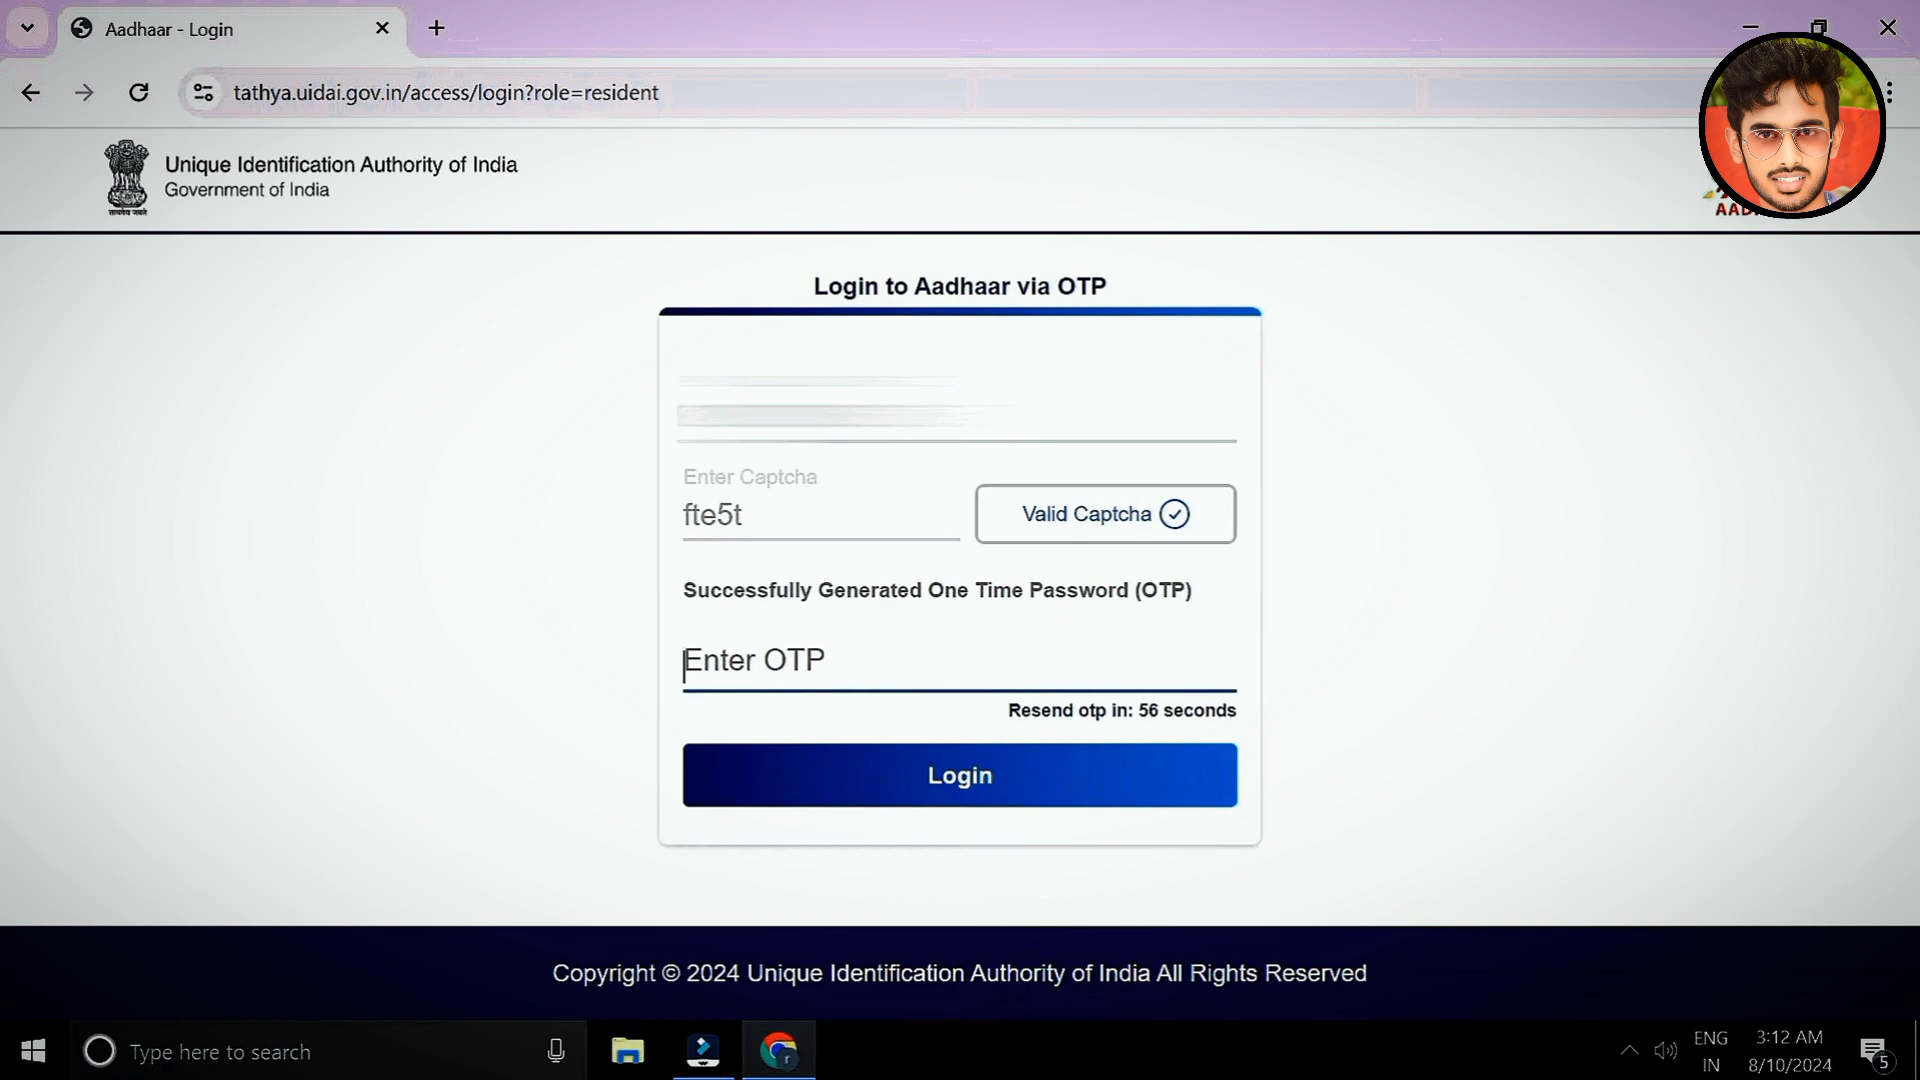 Aadhaar - Login
tathya.uidai.gov.in/access/login?role=resident
Unique Identification Authority of India
Government of India
सत्यमेव जयते
Login to Aadhaar via OTP
Enter Captcha
fte5t
Valid Captcha
Successfully Generated One Time Password (OTP)
Enter OTP
Resend otp in: 56 seconds
Login
Copyright © 2024 Unique Identification Authority of India All Rights Reserved
Type here to search
ENG
IN
3:12 AM
8/10/2024
5